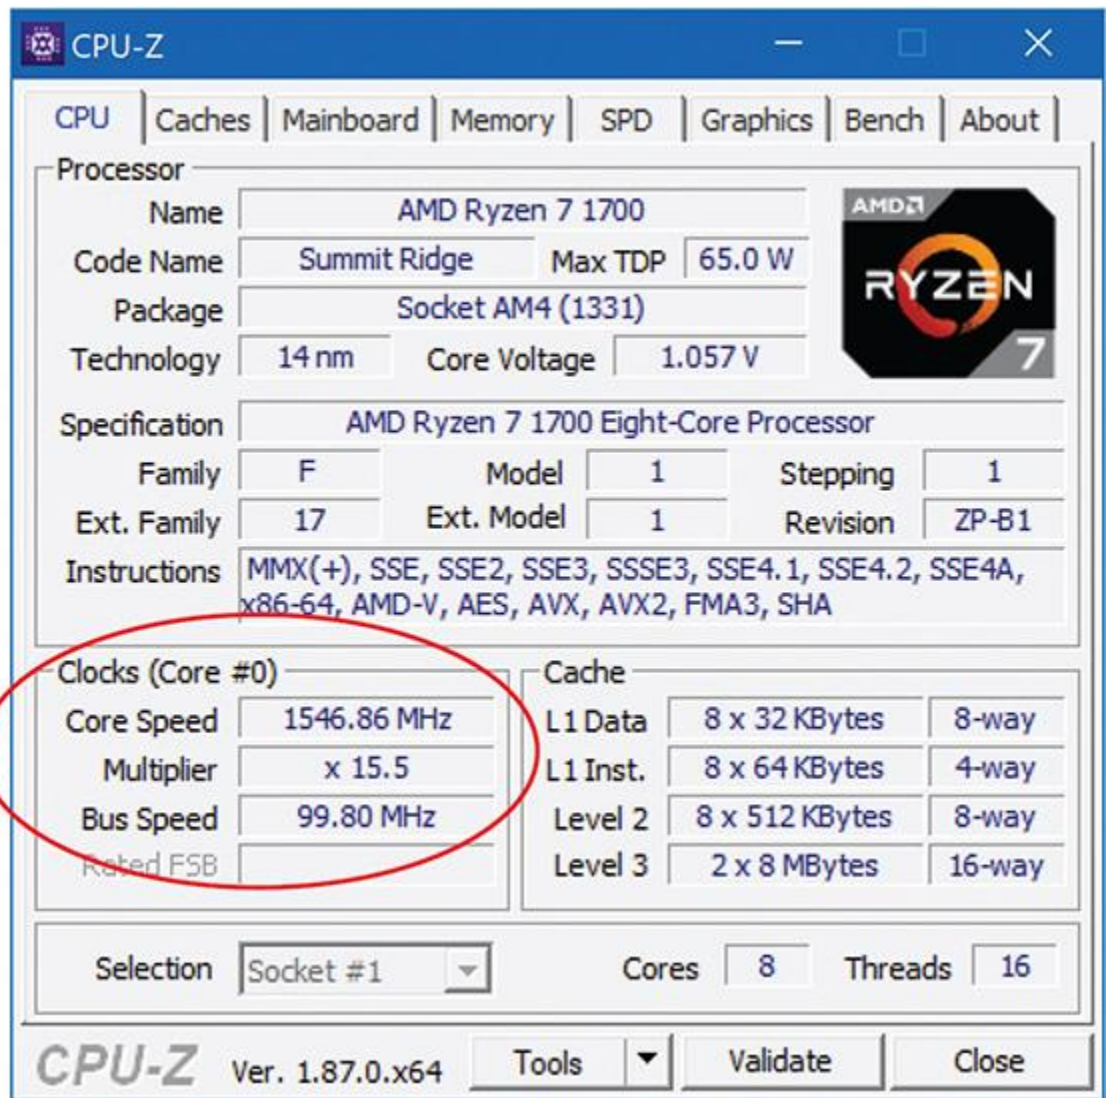 CPU-Z
CPU Caches Mainboard Memory SPD Graphics Bench About
Processor
Name AMD Ryzen 7 1700
Code Name Summit Ridge Max TDP 65.0 W
Package Socket AM4 (1331)
Technology 14 nm Core Voltage 1.057 V
AMD
RYZEN
7
Specification AMD Ryzen 7 1700 Eight-Core Processor
Family F Model 1 Stepping 1
Ext. Family 17 Ext. Model 1 Revision ZP-B1
Instructions MMX(+), SSE, SSE2, SSE3, SSSE3, SSE4.1, SSE4.2, SSE4A,
x86-64, AMD-V, AES, AVX, AVX2, FMA3, SHA
Clocks (Core #0)
Core Speed 1546.86 MHz
Multiplier x 15.5
Bus Speed 99.80 MHz
Rated FSB
Cache
L1 Data 8 x 32 KBytes 8-way
L1 Inst. 8 x 64 KBytes 4-way
Level 2 8 x 512 KBytes 8-way
Level 3 2 x 8 MBytes 16-way
Selection Socket #1 Cores 8 Threads 16
CPU-Z Ver. 1.87.0.x64 Tools Validate Close